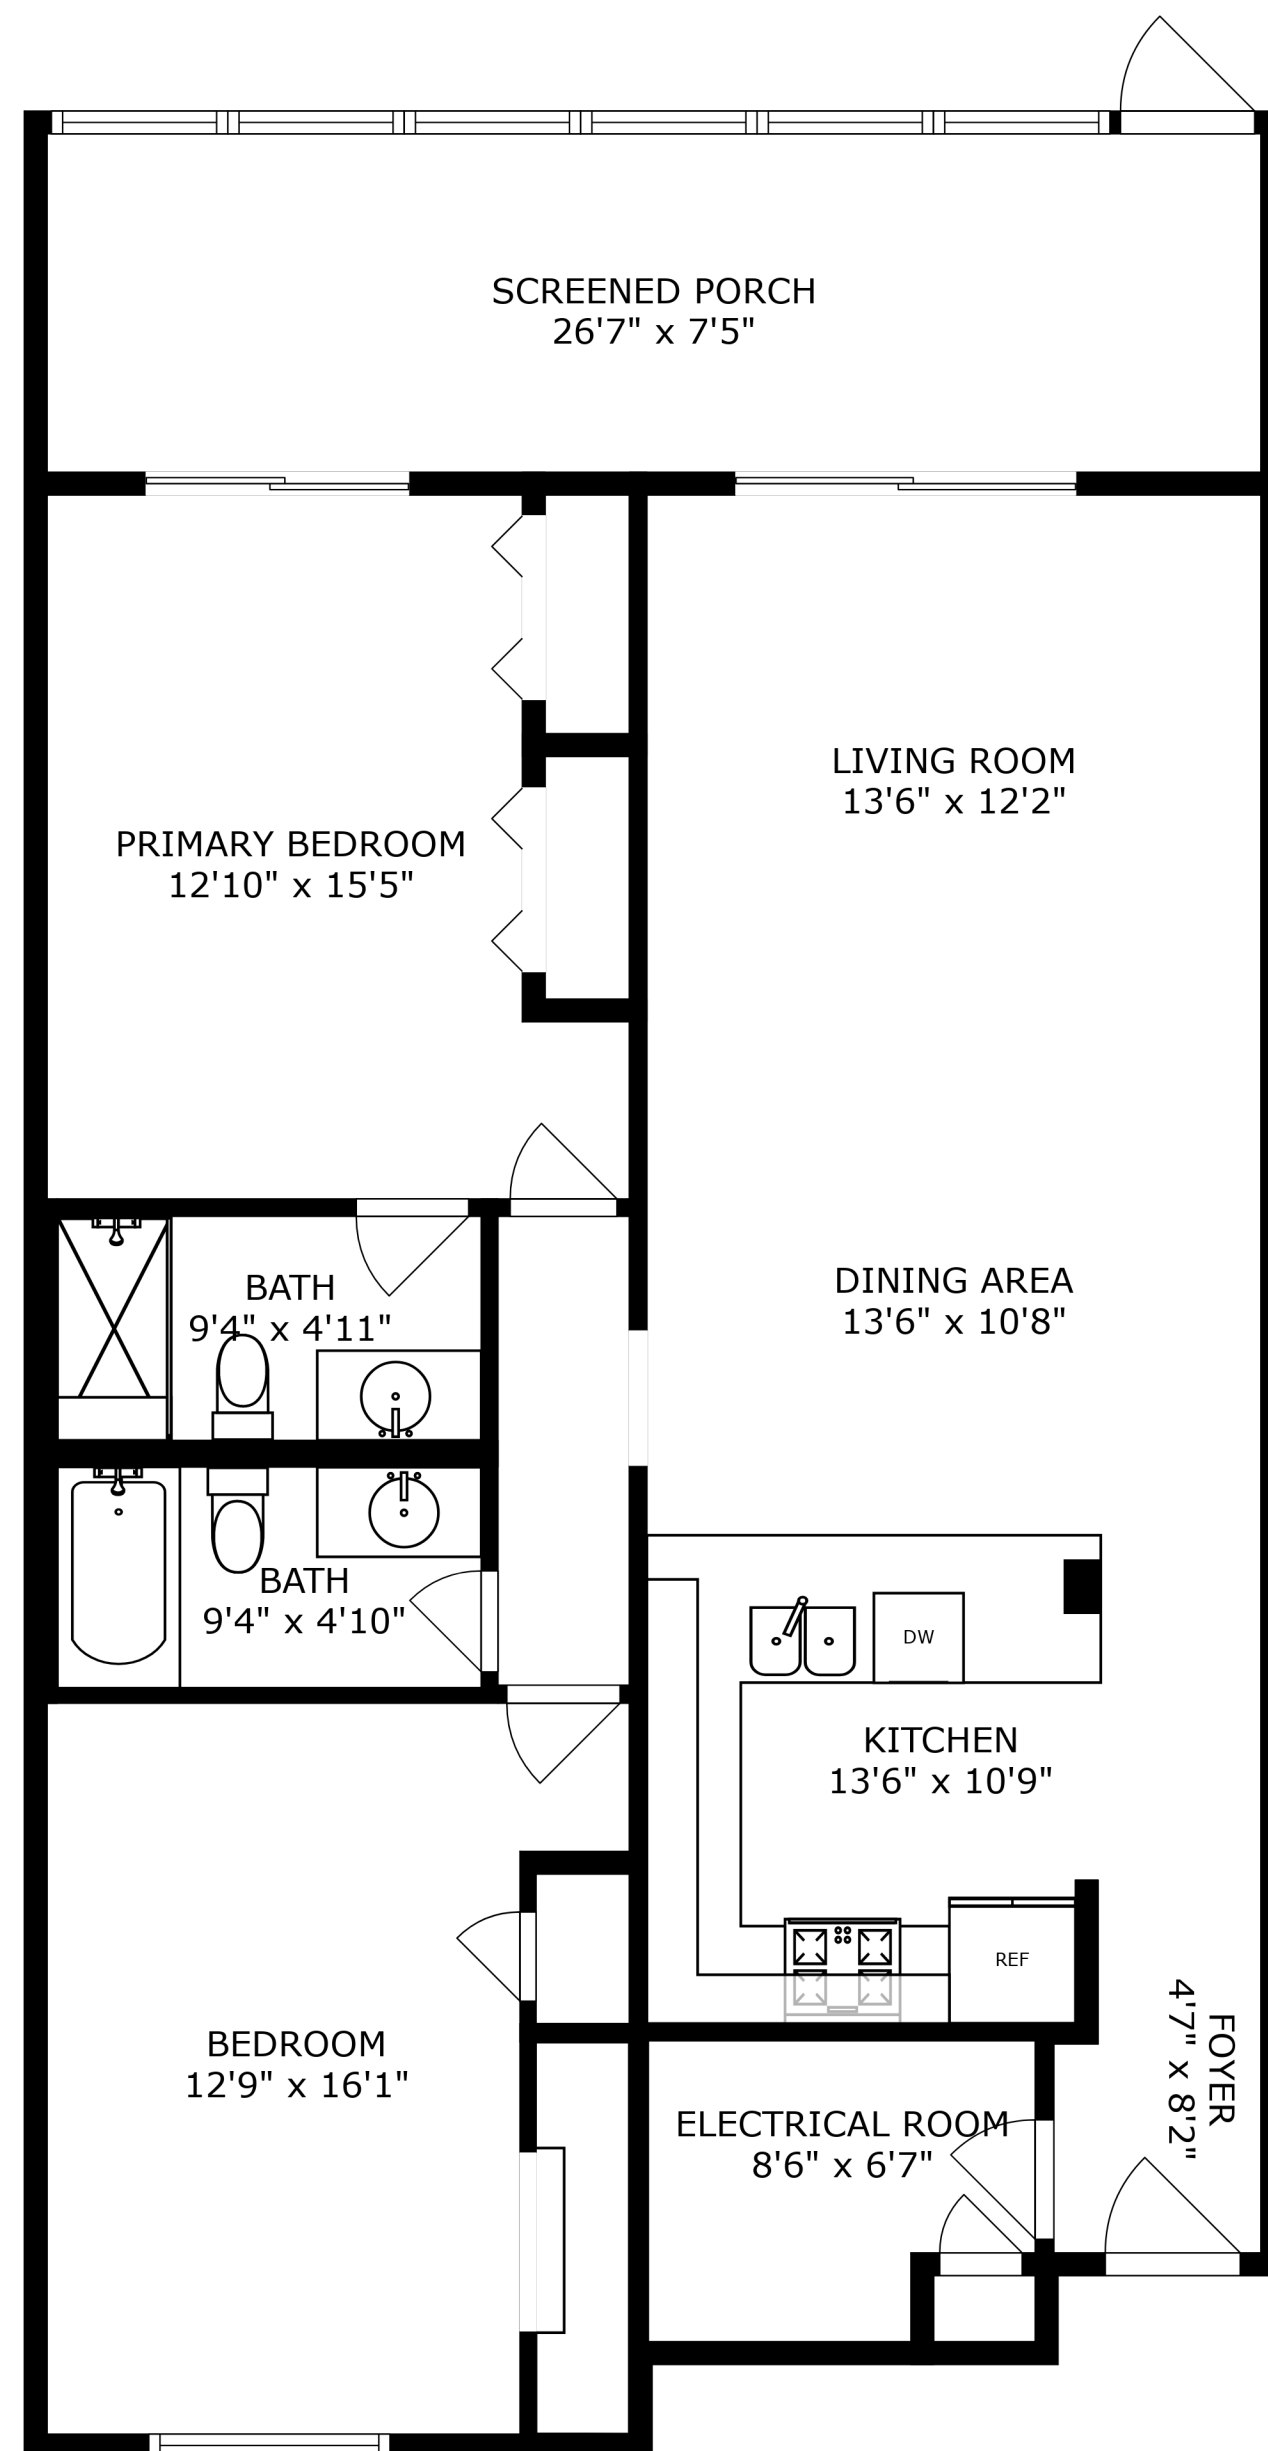 SCREENED PORCH
26'7" x 7'5"
LIVING ROOM
13'6" x 12'2"
PRIMARY BEDROOM
12'10" x 15'5"
DINING AREA
13'6" x 10'8"
BATH
9'4" x 4'11"
BATH
9'4" x 4'10"
DW
KITCHEN
13'6" x 10'9"
REF
FOYER
4'7" x 8'2"
BEDROOM
12'9" x 16'1"
ELECTRICAL ROOM
8'6" x 6'7"